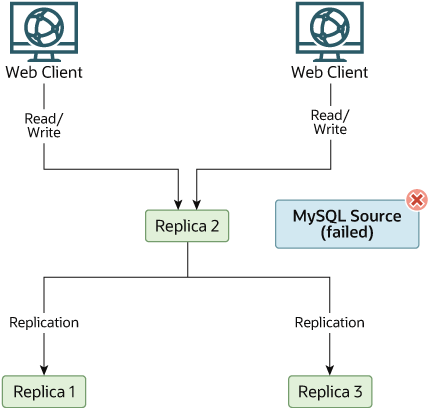 Web Client
Web Client
Read/
Write
Read/
Write
Replica 2
MySQL Source
(failed)
Replication
Replication
Replica 1
Replica 3